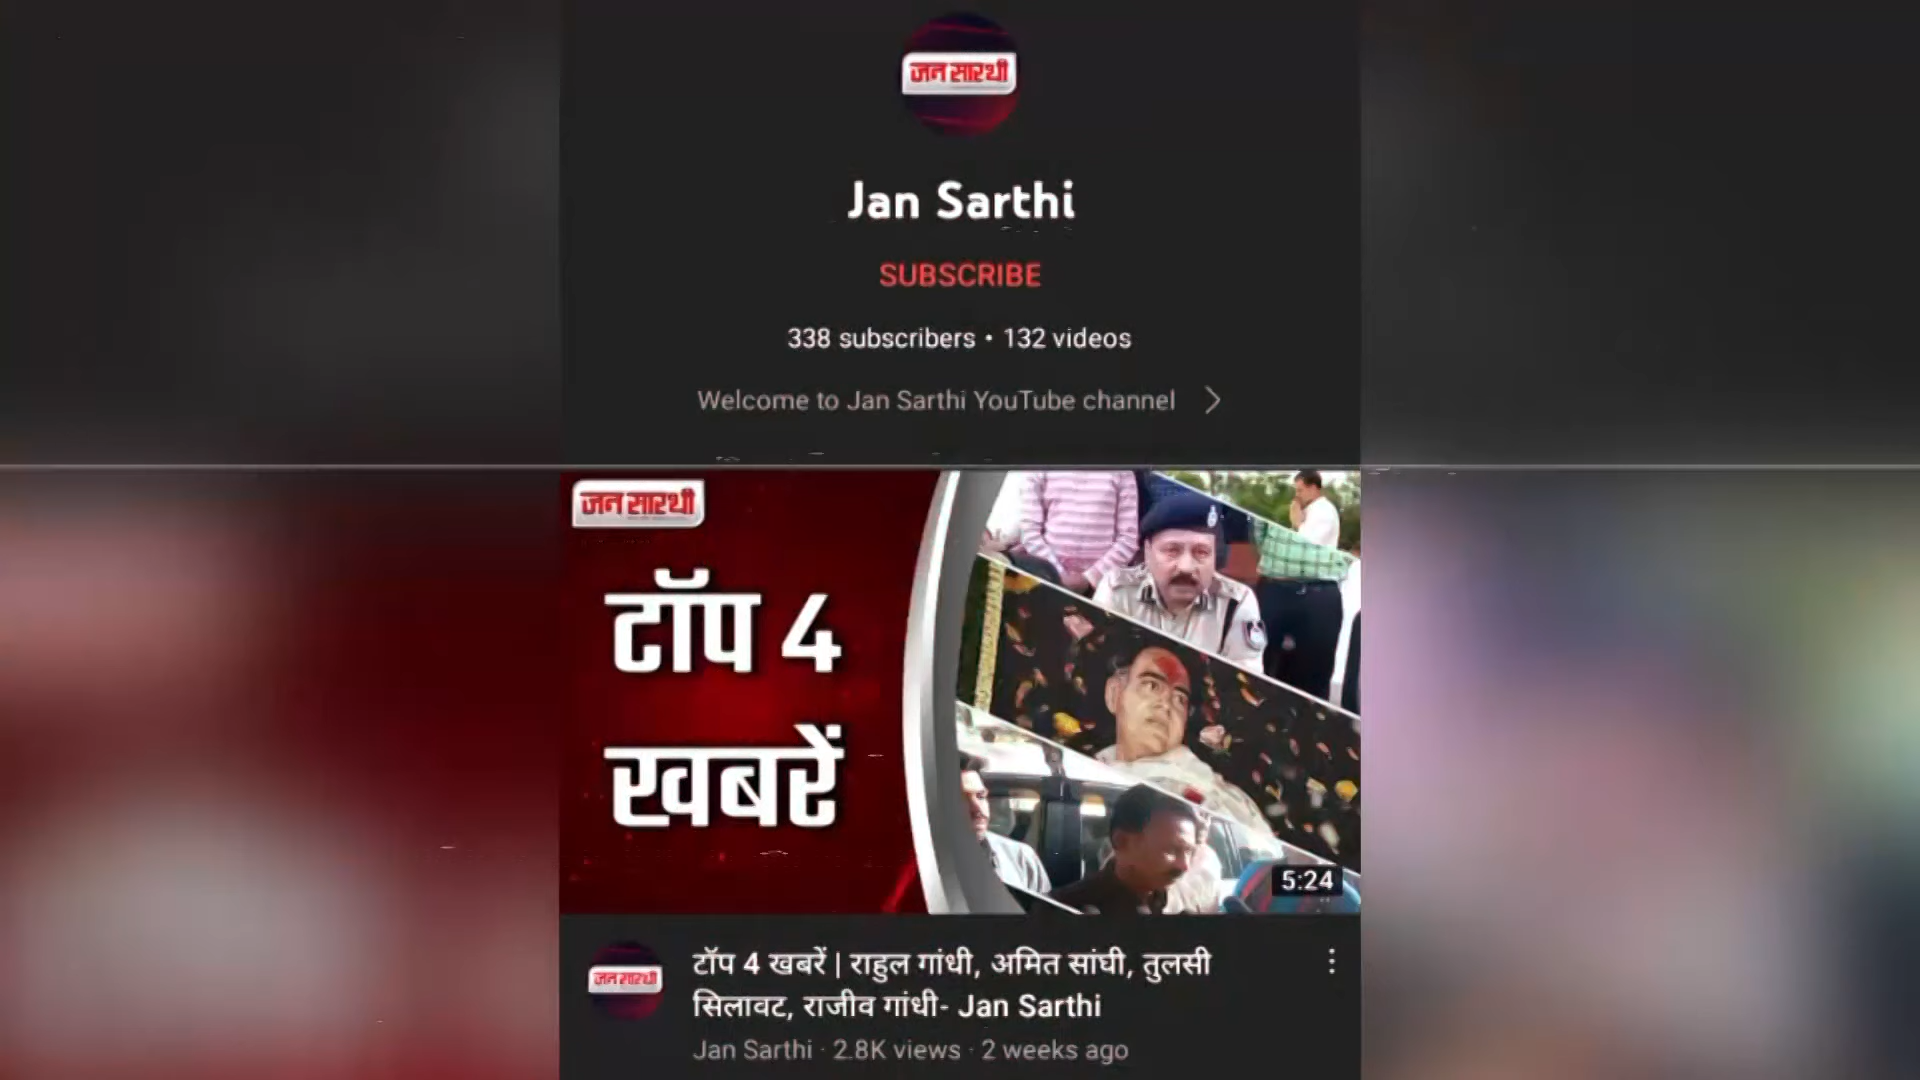 जन सारथी
Jan Sarthi
SUBSCRIBE
338 subscribers • 132 videos
Welcome to Jan Sarthi YouTube channel
जन सारथी
टॉप 4
खबरें
5:24
जन सारथी
टॉप 4 खबरें | राहुल गांधी, अमित सांघी, तुलसी
सिलावट, राजीव गांधी- Jan Sarthi
Jan Sarthi · 2.8K views · 2 weeks ago